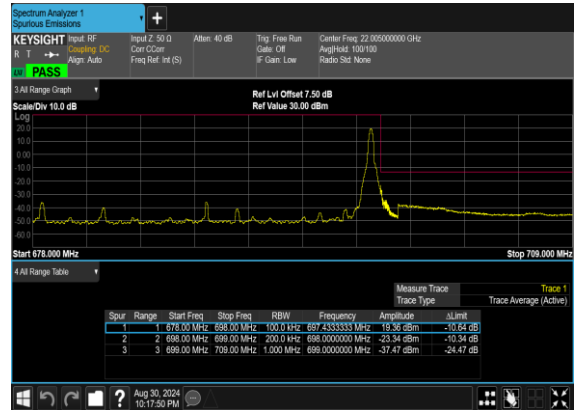 Spectrum Analyzer 1
Spurious Emissions
+
KEYSIGHT Input: RF Input Z: 50 Ω Atten: 40 dB Trig: Free Run Center Freq: 22.005000000 GHz
R T Coupling: DC Corr CCorr Gate: Off Avg|Hold: 100/100
Align: Auto Freq Ref: Int (S) IF Gain: Low Radio Std: None
PASS
3 All Range Graph
Ref Lvl Offset 7.50 dB
Scale/Div 10.0 dB Ref Value 30.00 dBm
Log
20.0
10.0
0.00
-10.0
-20.0
-30.0
-40.0
-50.0
-60.0
Start 678.000 MHz Stop 709.000 MHz
4 All Range Table
Measure Trace Trace 1
Trace Type Trace Average (Active)
Spur Range Start Freq Stop Freq RBW Frequency Amplitude ΔLimit
1 1 678.00 MHz 698.00 MHz 100.0 kHz 697.4333333 MHz 19.36 dBm -10.64 dB
2 2 698.00 MHz 699.00 MHz 200.0 kHz 698.0000000 MHz -23.34 dBm -10.34 dB
3 3 699.00 MHz 709.00 MHz 1.000 MHz 699.0000000 MHz -37.47 dBm -24.47 dB
? Aug 30, 2024
10:17:50 PM